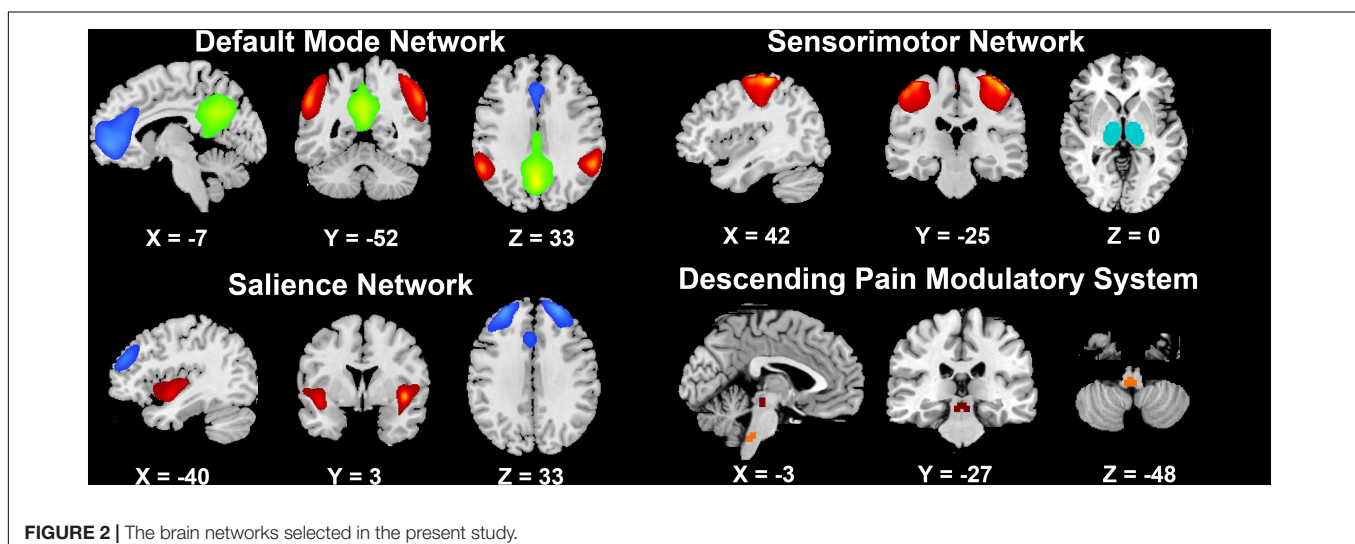 Default Mode Network
X = -7 Y = -52 Z = 33
Sensorimotor Network
X = 42 Y = -25 Z = 0
Salience Network
X = -40 Y = 3 Z = 33
Descending Pain Modulatory System
X = -3 Y = -27 Z = -48
FIGURE 2 | The brain networks selected in the present study.